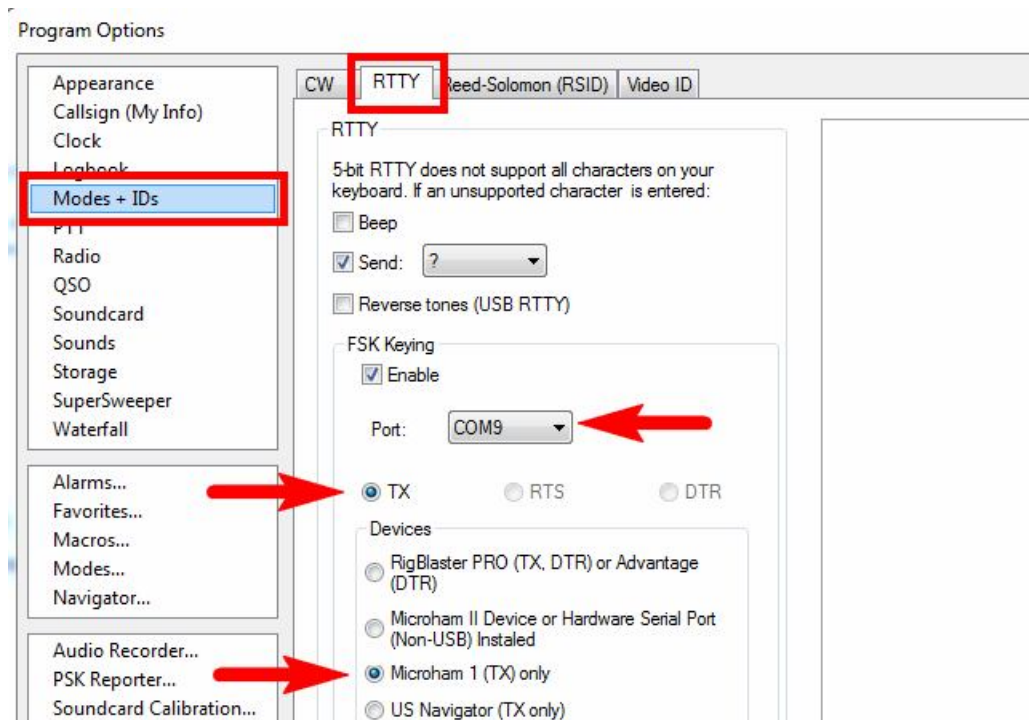 Program Options
Appearance
Callsign (My Info)
Clock
Logbook
Modes + IDs
PTT
Radio
QSO
Soundcard
Sounds
Storage
SuperSweeper
Waterfall
Alarms...
Favorites...
Macros...
Modes...
Navigator...
Audio Recorder...
PSK Reporter...
Soundcard Calibration...
CW
RTTY
Reed-Solomon (RSID)
Video ID
RTTY
5-bit RTTY does not support all characters on your
keyboard. If an unsupported character is entered:
Beep
Send: ?
Reverse tones (USB RTTY)
FSK Keying
Enable
Port: COM9
TX RTS DTR
Devices
RigBlaster PRO (TX, DTR) or Advantage
(DTR)
Microham II Device or Hardware Serial Port
(Non-USB) Instaled
Microham 1 (TX) only
US Navigator (TX only)